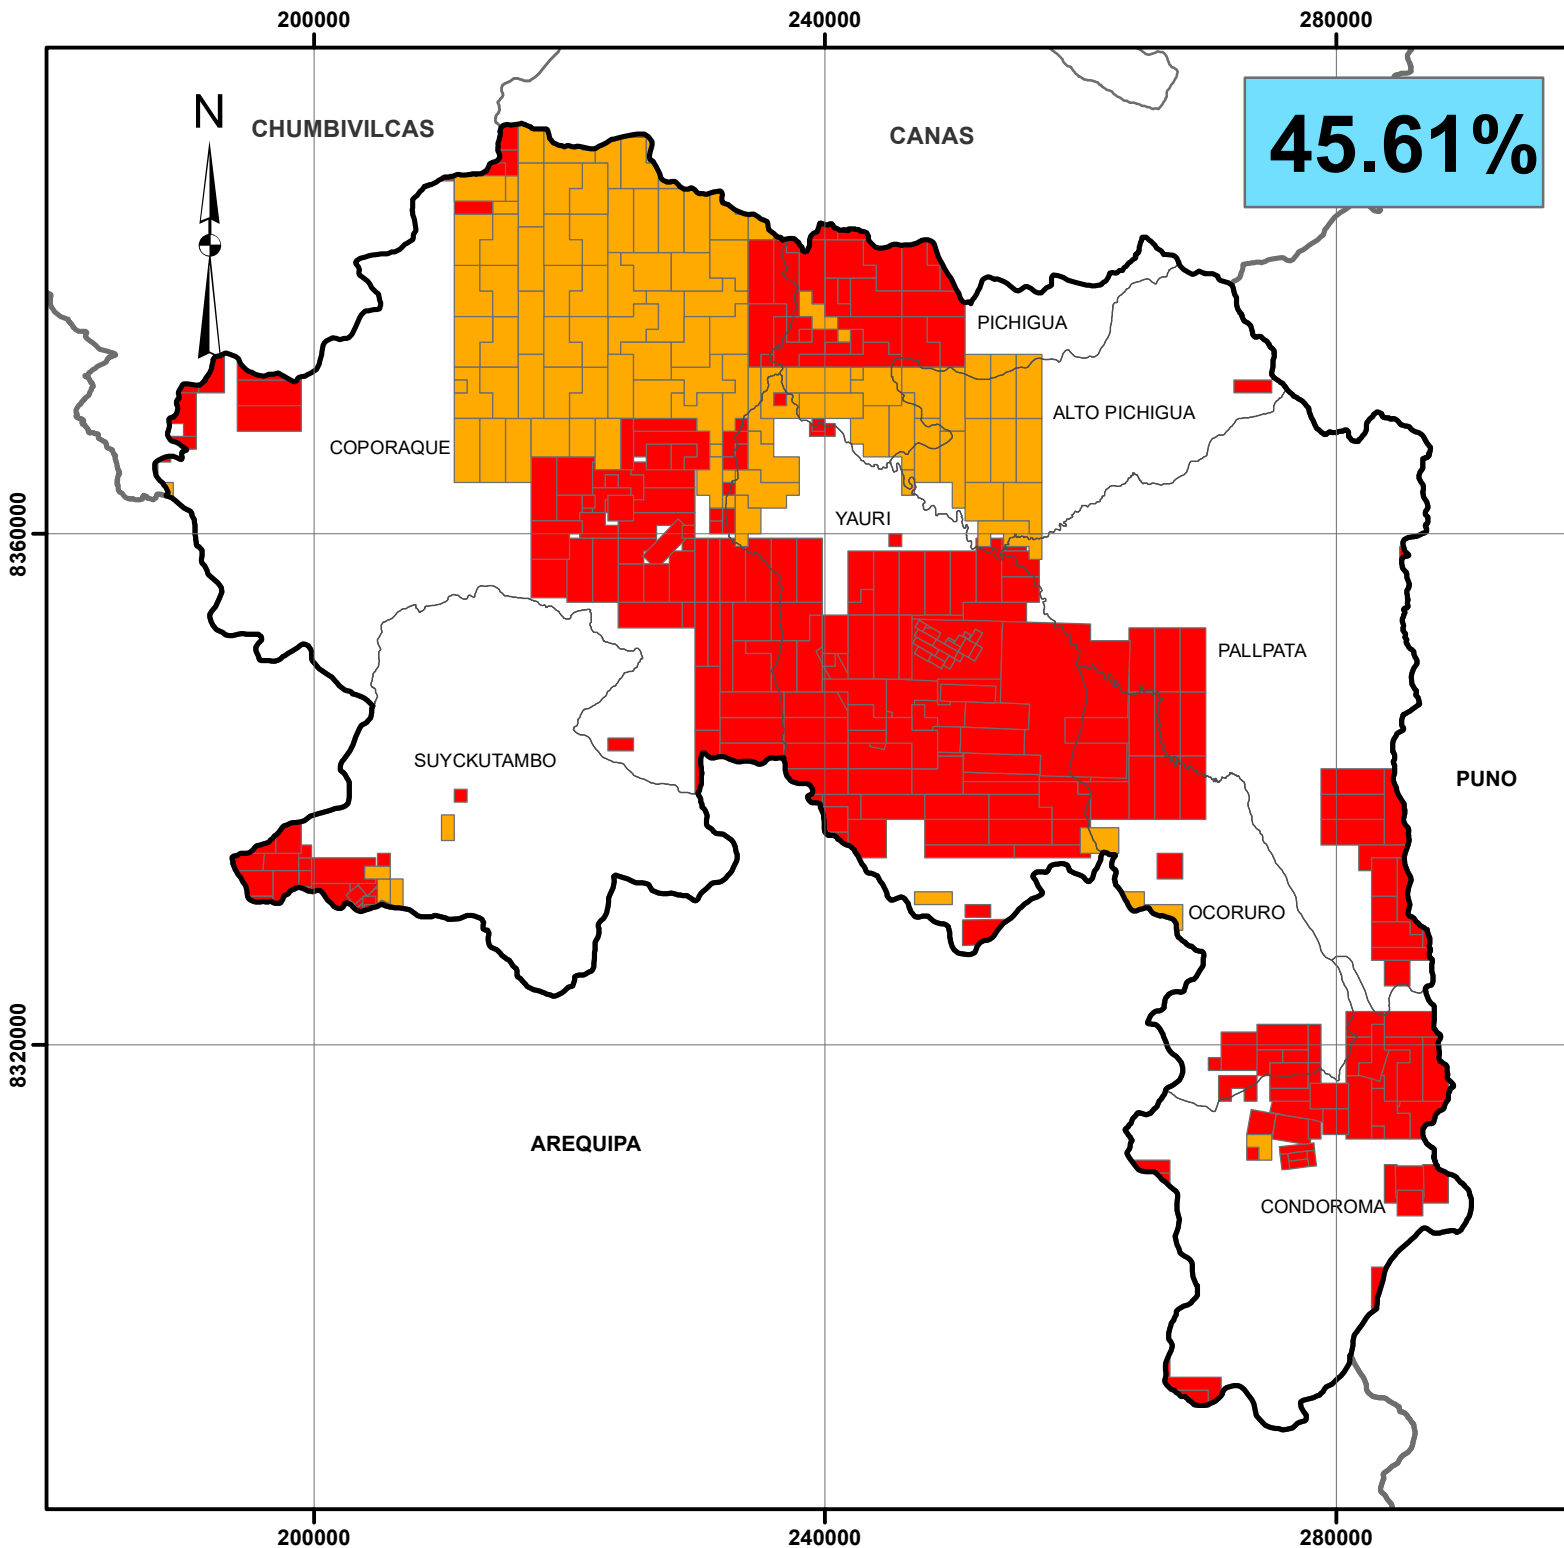 200000
240000
280000
N
CHUMBIVILCAS
CANAS
45.61%
PICHIGUA
ALTO PICHIGUA
COPORAQUE
YAURI
8360000
PALLPATA
SUYCKUTAMBO
PUNO
OCORURO
8320000
AREQUIPA
CONDOROMA
200000
240000
280000